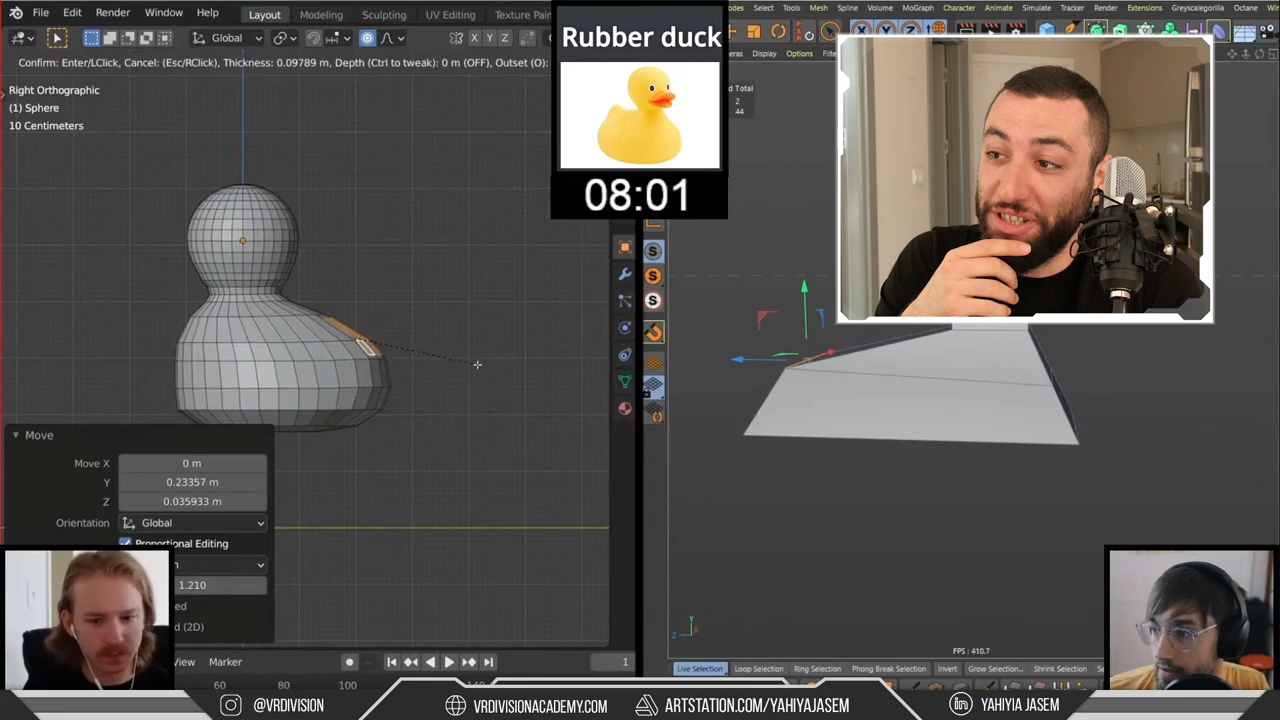 File Edit Render Window Help Layout Modeling Sculpting UV Editing Texture Pain
Select Tools Mesh Spline Volume MoGraph Character Animate Simulate Tracker Render Extensions Greyscalegorilla Octane
Global
X Y Z
Options
Confirm: Enter/LClick, Cancel: (Esc/RClick), Thickness: 0.09789 m, Depth (Ctrl to tweak): 0 m (OFF), Outset (O):
Right Orthographic
(1) Sphere
10 Centimeters
Rubber duck
08:01
Total
2
44
S
S
S
Move
Move X 0 m
Y 0.23357 m
Z 0.035933 m
Orientation Global
Proportional Editing
1.210
(2D)
Y
Z X
FPS : 410.7
View Marker
1
60 80 100
Live Selection Loop Selection Ring Selection Phong Break Selection Invert Grow Selection... Shrink Selection
@VRDIVISION
VRDIVISIONACADEMY.COM
ARTSTATION.COM/YAHIYAJASEM
YAHIYIA JASEM